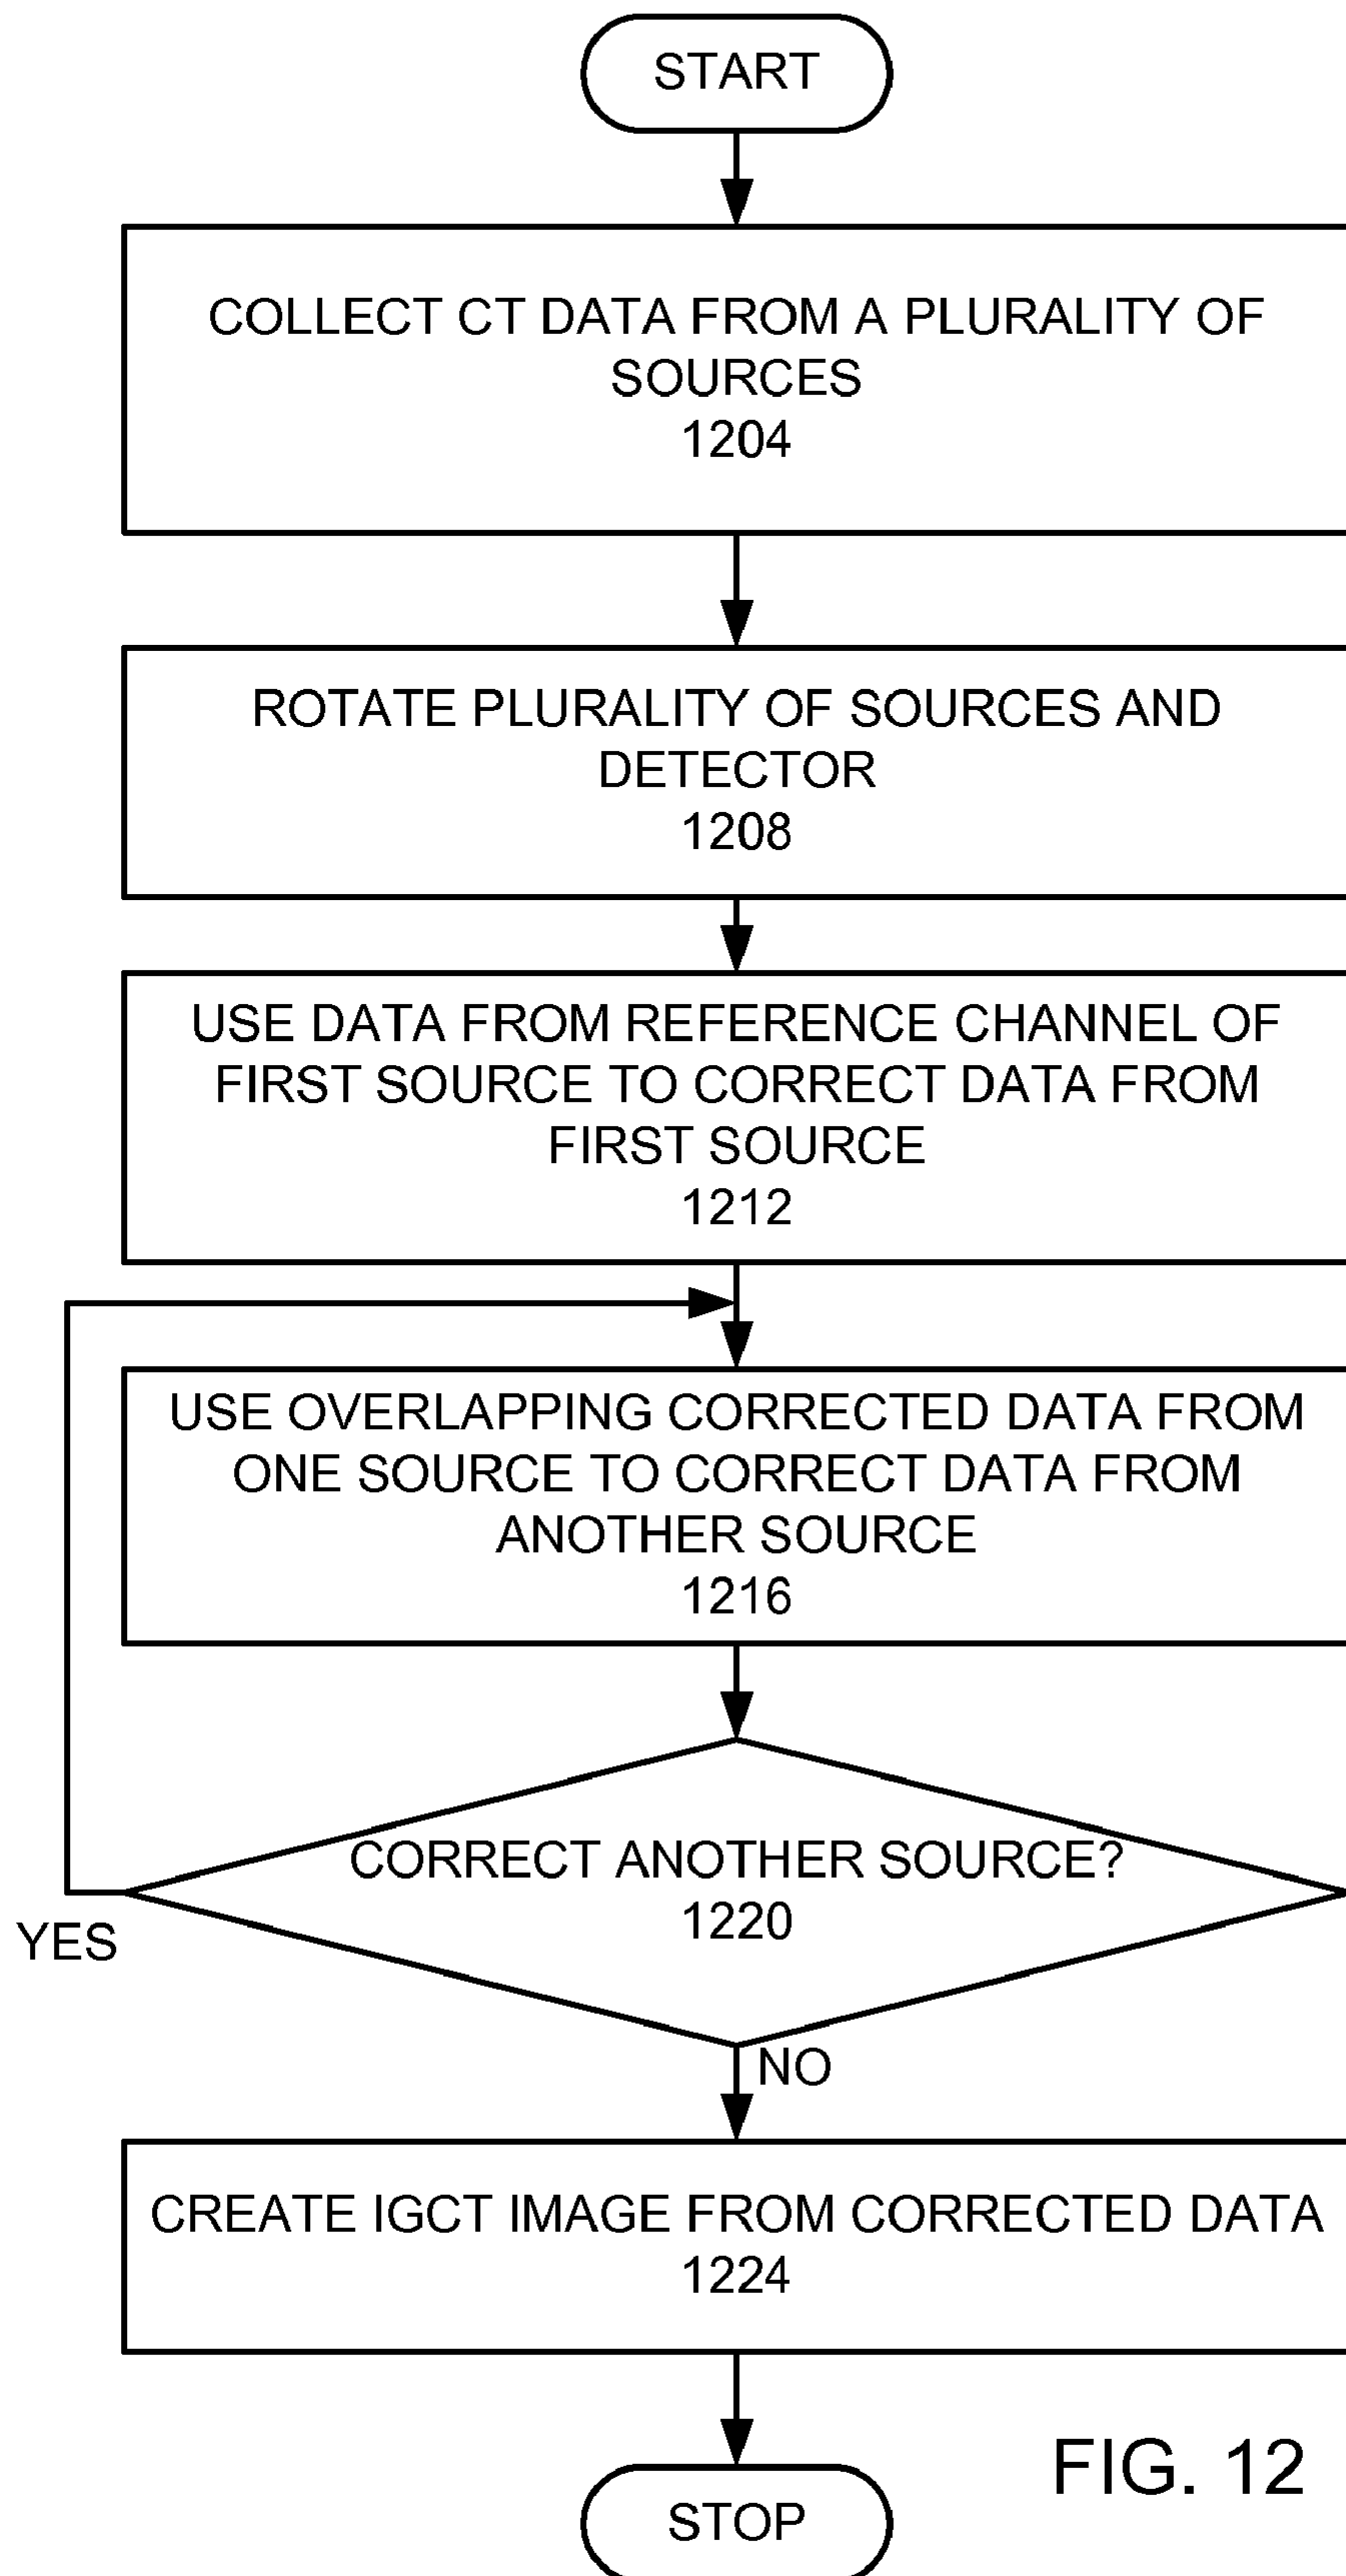 START
COLLECT CT DATA FROM A PLURALITY OF
SOURCES
1204
ROTATE PLURALITY OF SOURCES AND
DETECTOR
1208
USE DATA FROM REFERENCE CHANNEL OF
FIRST SOURCE TO CORRECT DATA FROM
FIRST SOURCE
1212
USE OVERLAPPING CORRECTED DATA FROM
ONE SOURCE TO CORRECT DATA FROM
ANOTHER SOURCE
1216
CORRECT ANOTHER SOURCE?
1220
YES
NO
CREATE IGCT IMAGE FROM CORRECTED DATA
1224
FIG. 12
STOP